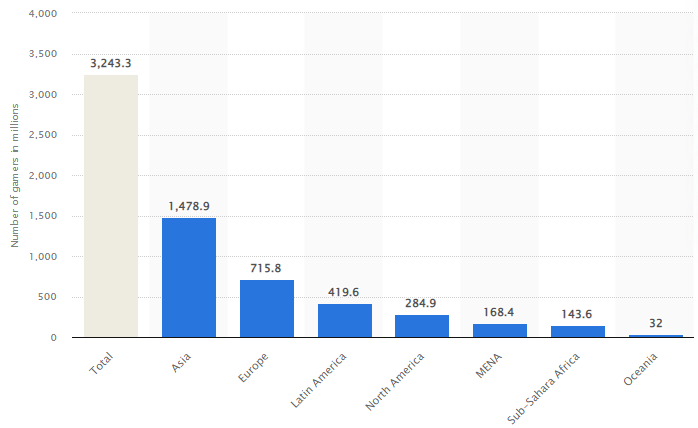 4,000
3,500
3,000
2,500
2,000
1,500
1,000
500
0
Number of gamers in millions
3,243.3
1,478.9
715.8
419.6
284.9
168.4
143.6
32
Total
Asia
Europe
Latin America
North America
MENA
Sub-Sahara Africa
Oceania